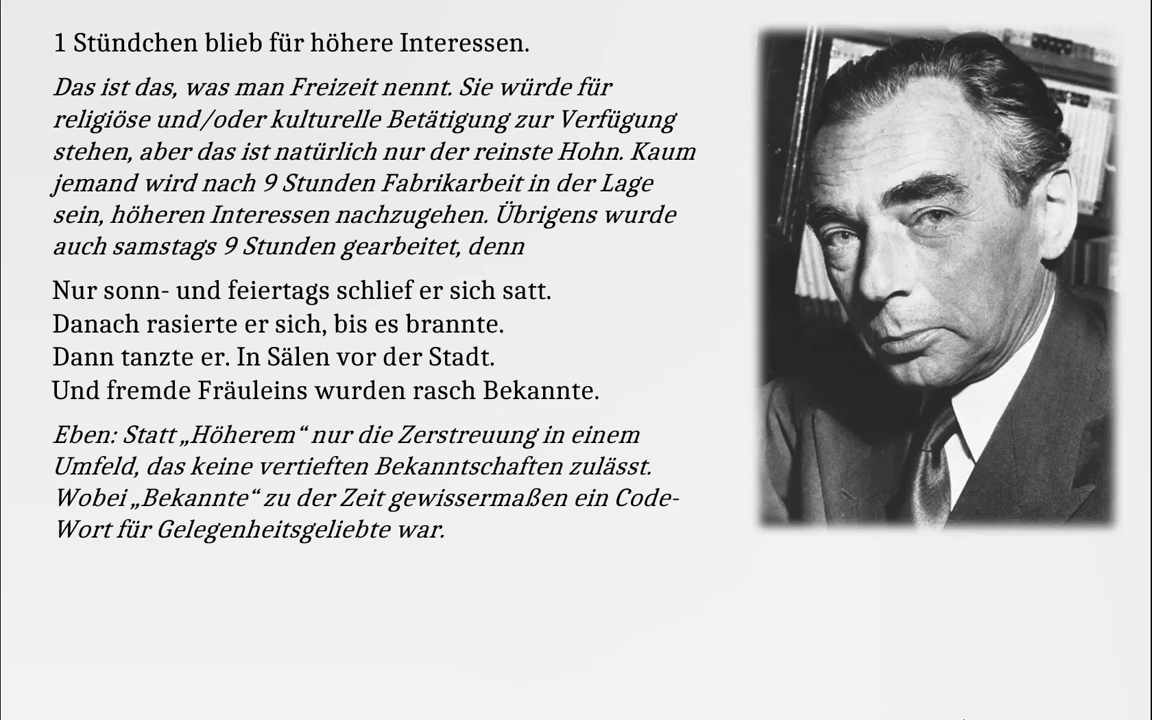 1 Stündchen blieb für höhere Interessen.
Das ist das, was man Freizeit nennt. Sie würde für
religiöse und/oder kulturelle Betätigung zur Verfügung
stehen, aber das ist natürlich nur der reinste Hohn. Kaum
jemand wird nach 9 Stunden Fabrikarbeit in der Lage
sein, höheren Interessen nachzugehen. Übrigens wurde
auch samstags 9 Stunden gearbeitet, denn
Nur sonn- und feiertags schlief er sich satt.
Danach rasierte er sich, bis es brannte.
Dann tanzte er. In Sälen vor der Stadt.
Und fremde Fräuleins wurden rasch Bekannte.
Eben: Statt „Höherem“ nur die Zerstreuung in einem
Umfeld, das keine vertieften Bekanntschaften zulässt.
Wobei „Bekannte“ zu der Zeit gewissermaßen ein Code-
Wort für Gelegenheitsgeliebte war.